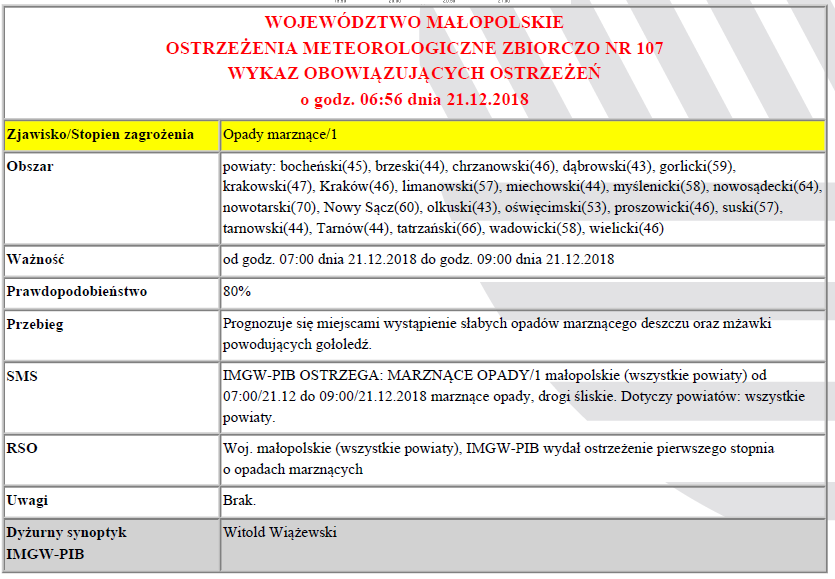 WOJEWÓDZTWO MAŁOPOLSKIE
OSTRZEŻENIA METEOROLOGICZNE ZBIORCZO NR 107
WYKAZ OBOWIĄZUJĄCYCH OSTRZEŻEŃ
o godz. 06:56 dnia 21.12.2018
Zjawisko/Stopien zagrożenia
Opady marznące/1
Obszar
powiaty: bocheński(45), brzeski(44), chrzanowski(46), dąbrowski(43), gorlicki(59),
krakowski(47), Kraków(46), limanowski(57), miechowski(44), myślenicki(58), nowosądecki(64),
nowotarski(70), Nowy Sącz(60), olkuski(43), oświęcimski(53), proszowicki(46), suski(57),
tarnowski(44), Tarnów(44), tatrzański(66), wadowicki(58), wielicki(46)
Ważność
od godz. 07:00 dnia 21.12.2018 do godz. 09:00 dnia 21.12.2018
Prawdopodobieństwo
80%
Przebieg
Prognozuje się miejscami wystąpienie słabych opadów marznącego deszczu oraz mżawki
powodujących gołoledź.
SMS
IMGW-PIB OSTRZEGA: MARZNĄCE OPADY/1 małopolskie (wszystkie powiaty) od
07:00/21.12 do 09:00/21.12.2018 marznące opady, drogi śliskie. Dotyczy powiatów: wszystkie
powiaty.
RSO
Woj. małopolskie (wszystkie powiaty), IMGW-PIB wydał ostrzeżenie pierwszego stopnia
o opadach marznących
Uwagi
Brak.
Dyżurny synoptyk
IMGW-PIB
Witold Wiążewski